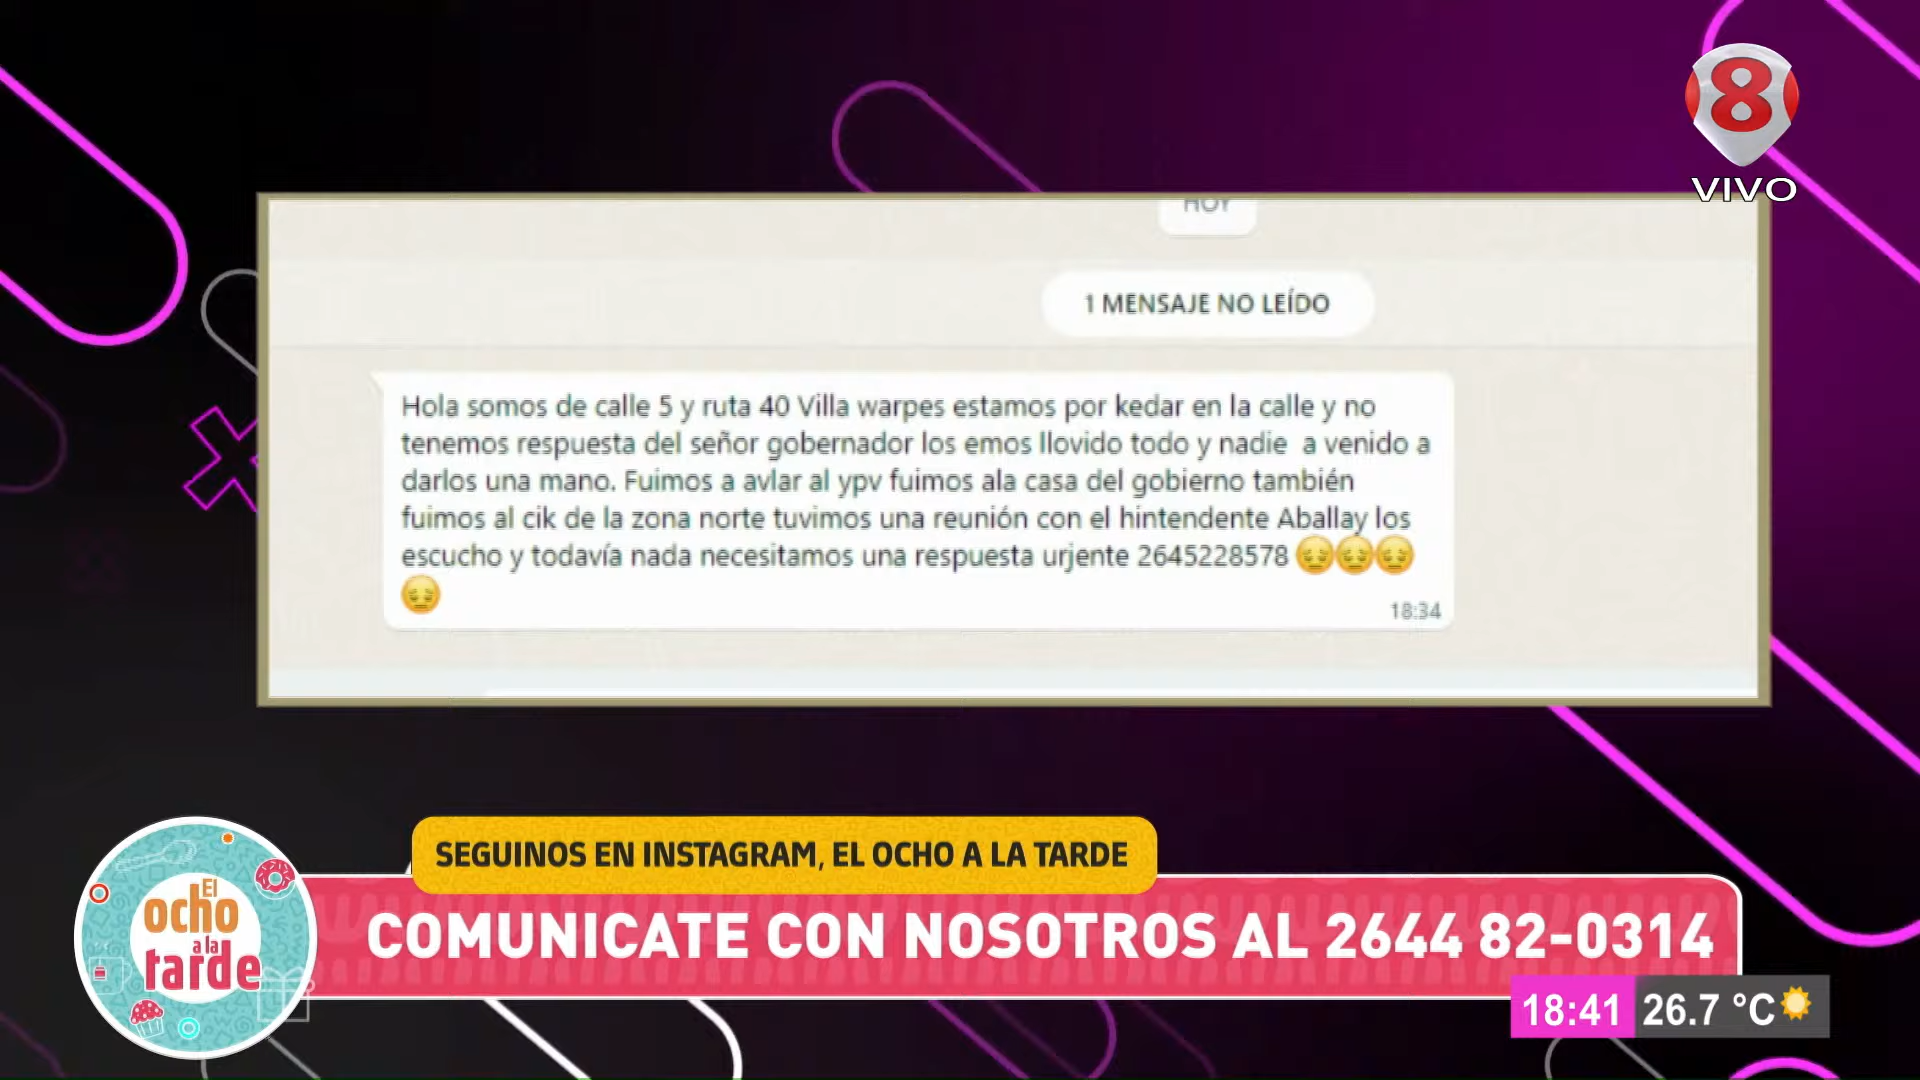 8
VIVO
HOY
1 MENSAJE NO LEÍDO
Hola somos de calle 5 y ruta 40 Villa warpes estamos por kedar en la calle y no
tenemos respuesta del señor gobernador los emos llovido todo y nadie  a venido a
darlos una mano. Fuimos a avlar al ypv fuimos ala casa del gobierno también
fuimos al cik de la zona norte tuvimos una reunión con el hintendente Aballay los
escucho y todavía nada necesitamos una respuesta urjente 2645228578 😔😔😔
😔
18:34
SEGUINOS EN INSTAGRAM, EL OCHO A LA TARDE
COMUNICATE CON NOSOTROS AL 2644 82-0314
El
ocho
a la
tarde
18:41 26.7 °C